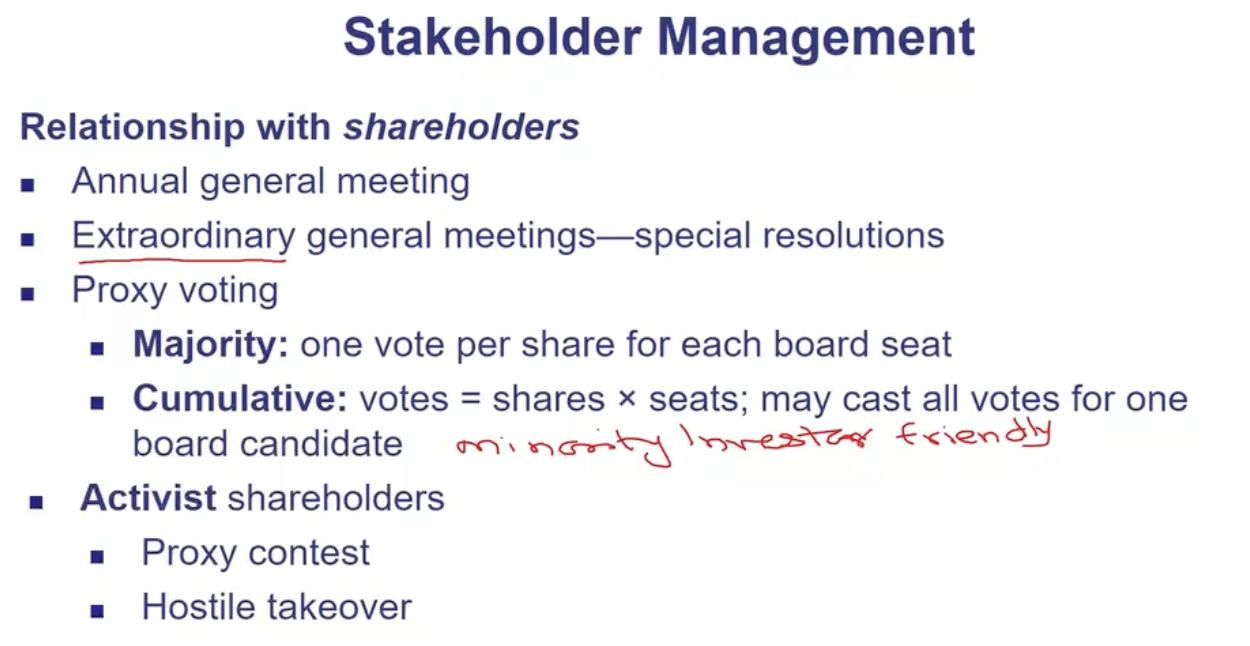 Stakeholder Management
Relationship with shareholders
▪ Annual general meeting
▪ Extraordinary general meetings—special resolutions
▪ Proxy voting
▪ Majority: one vote per share for each board seat
▪ Cumulative: votes = shares × seats; may cast all votes for one
board candidate minority Investor friendly
▪ Activist shareholders
▪ Proxy contest
▪ Hostile takeover